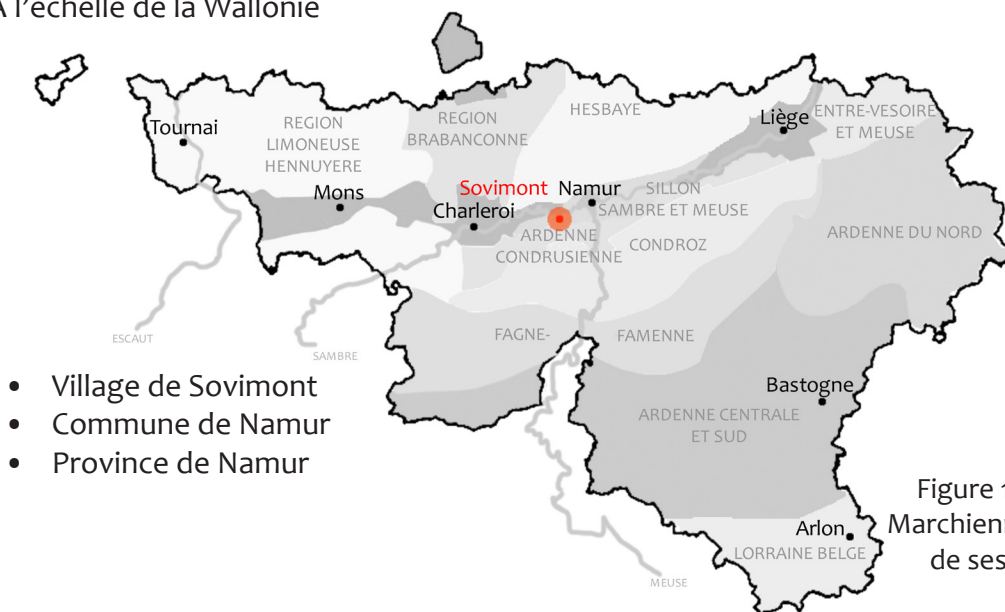 A l'échelle de la Wallonie
HESBAYE
ENTRE-VESOIRE
ET MEUSE
REGION
BRABANCONNE
REGION
LIMONEUSE
HENNUYERE
Tournai
Liège
Mons
Sovimont
Namur
Charleroi
SILLON
SAMBRE ET MEUSE
ARDENNE
CONDRUSIENNE
CONDROZ
ARDENNE DU NORD
ESCAUT
SAMBRE
FAGNE-
FAMENNE
• Village de Sovimont
• Commune de Namur
• Province de Namur
Bastogne
ARDENNE CENTRALE
ET SUD
Arlon
LORRAINE BELGE
MEUSE
Figure 1
Marchienn
de ses